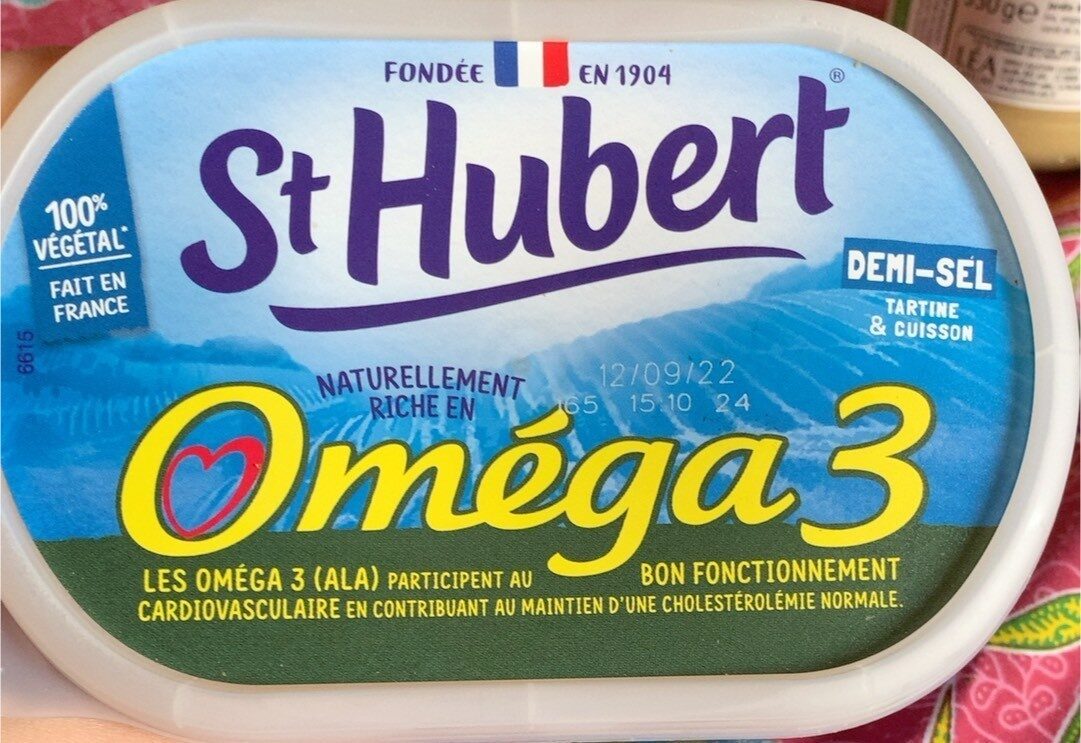 FONDÉE EN 1904
St Hubert®
100%
VÉGÉTAL*
FAIT EN
FRANCE
DEMI-SEL
TARTINE
& CUISSON
6615
NATURELLEMENT
RICHE EN
12/09/22
165 15:10 24
Oméga 3
LES OMÉGA 3 (ALA) PARTICIPENT AU BON FONCTIONNEMENT
CARDIOVASCULAIRE EN CONTRIBUANT AU MAINTIEN D'UNE CHOLESTÉROLÉMIE NORMALE.